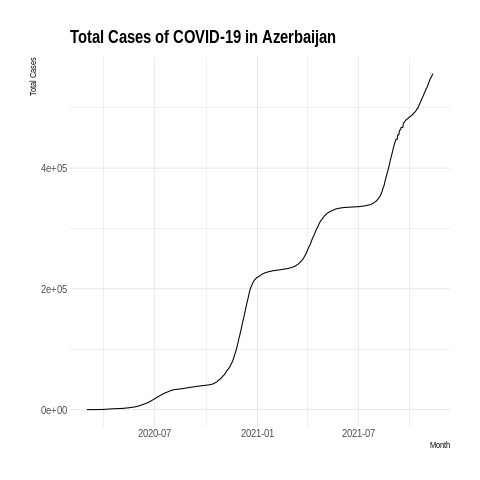 Total Cases of COVID-19 in Azerbaijan
Total Cases
4e+05
2e+05
0e+00
2020-07 2021-01 2021-07
Month